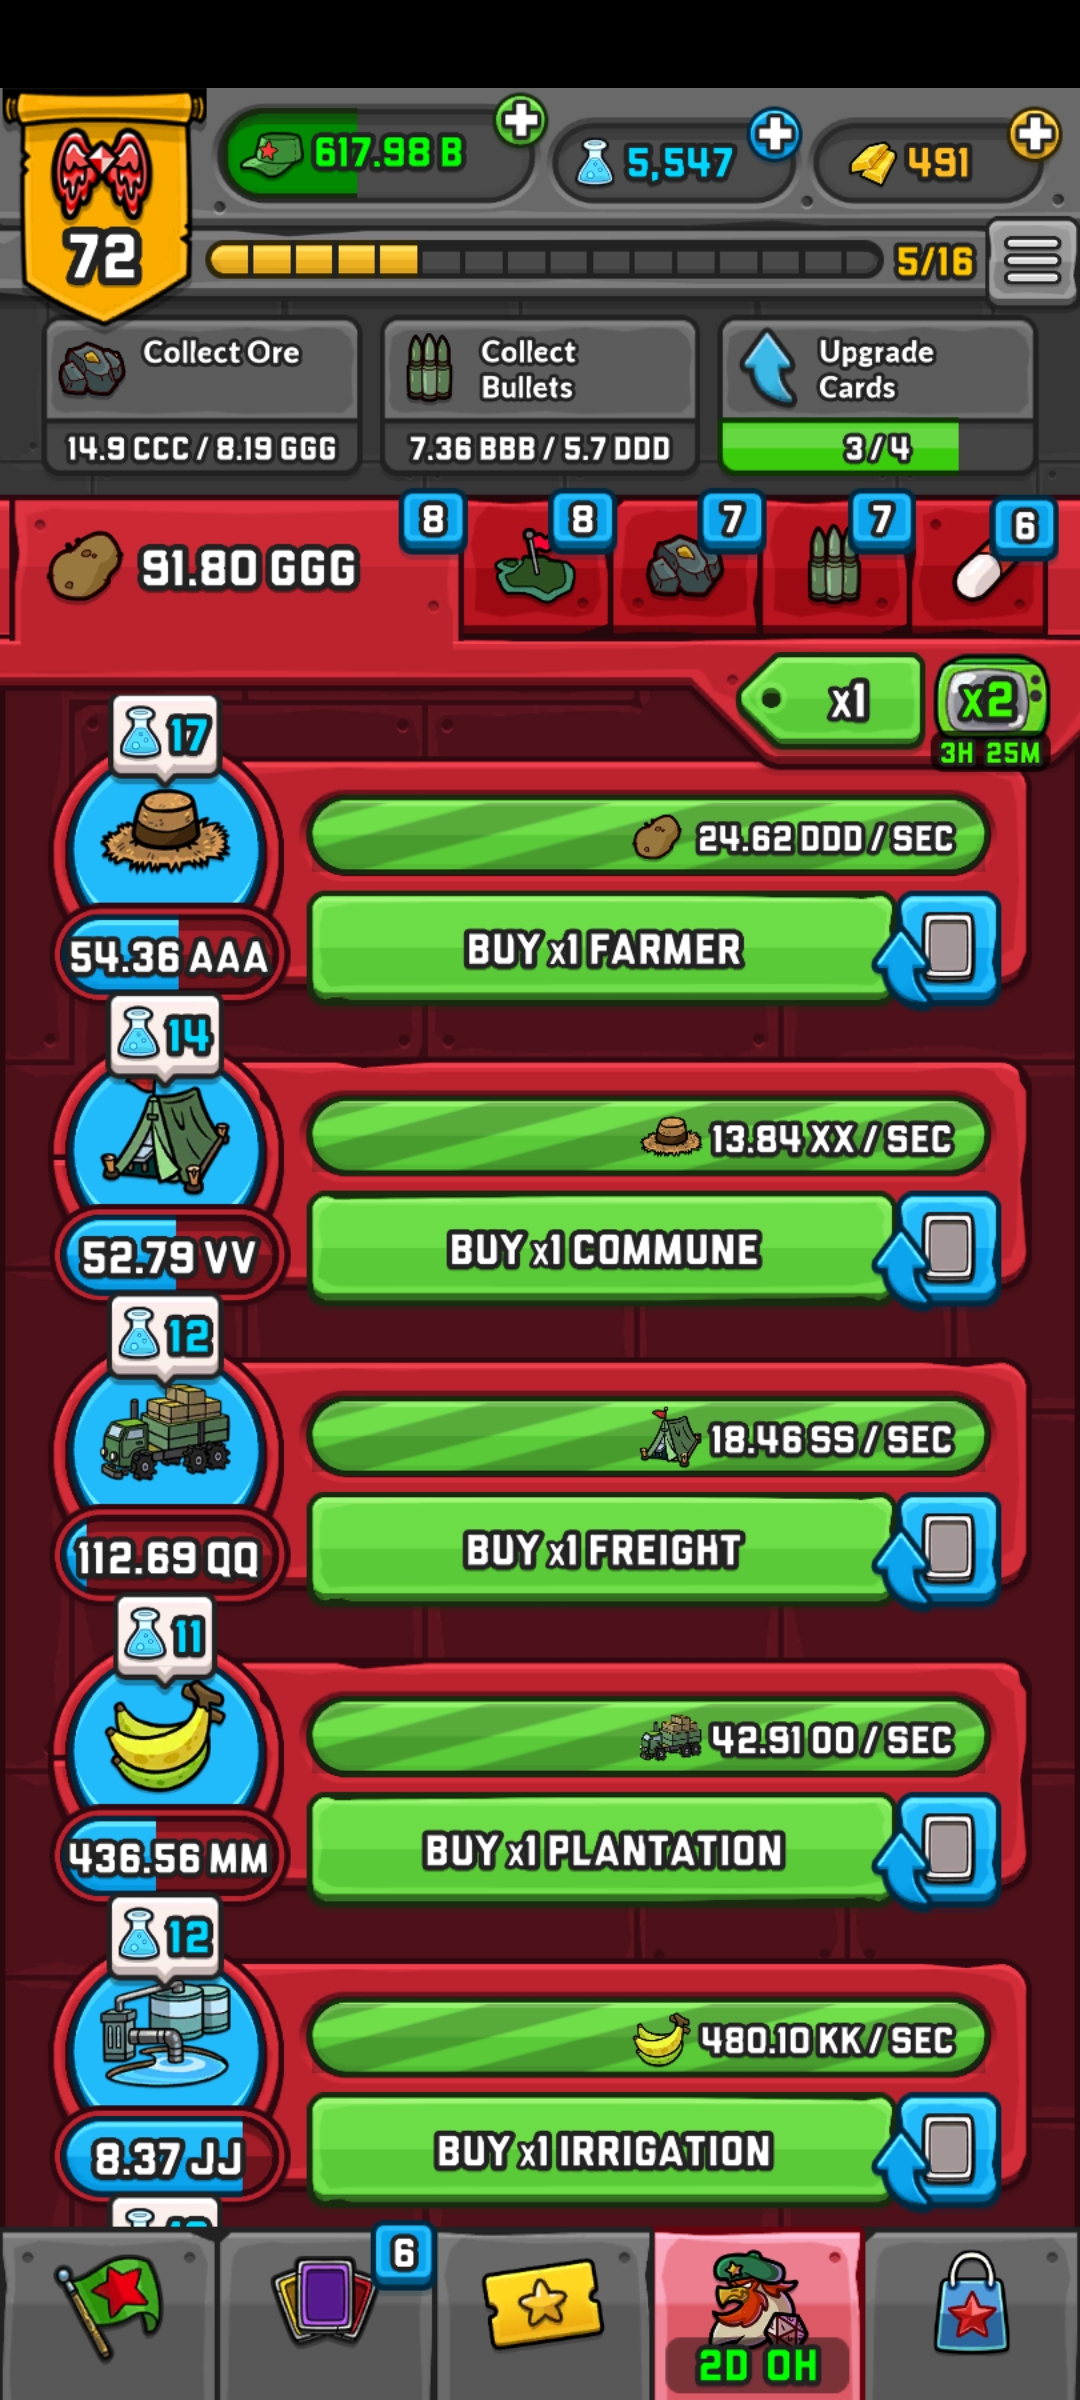 617.98 B
5,547
491
72
5/16
Collect Ore
14.9 CCC / 8.19 GGG
Collect
Bullets
7.36 BBB / 5.7 DDD
Upgrade
Cards
3/4
91.80 GGG
8
8
7
7
6
x1
x2
3H 25M
17
24.62 DDD / SEC
54.36 AAA
BUY x1 FARMER
14
13.84 XX / SEC
52.79 VV
BUY x1 COMMUNE
12
18.46 SS / SEC
112.69 QQ
BUY x1 FREIGHT
11
42.91 OO / SEC
436.56 MM
BUY x1 PLANTATION
12
480.10 KK / SEC
8.37 JJ
BUY x1 IRRIGATION
6
2D 0H